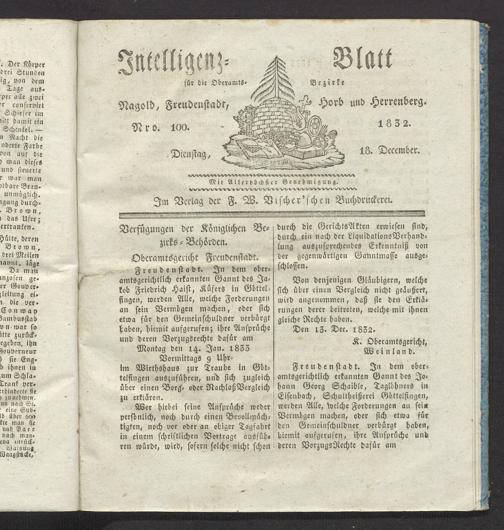 Intelligenz-Blatt
für die Oberamts-Bezirke
Nagold, Freudenstadt, Horb und Herrenberg.
Nro. 100. 1832.
Dienstag, 18. December.
Mit Allerhöchster Genehmigung.
Im Verlag der F. W. Vischer'schen Buchdruckerei.
Verfügungen der Königlichen Be-
zirks-Behörden.
Oberamtsgericht Freudenstadt.
Freudenstadt. In dem ober-
amtsgerichtlich erkannten Gannt des Ja-
kob Friedrich Haist, Küfers in Götte-
fingen, werden Alle, welche Forderungen
an sein Vermögen haben, oder sich
etwa für den Gemeinschuldner verbürgt
haben, hiemit aufgerufen; ihre Ansprüche
und deren Vorzugsrechte dafür am
Montag den 14. Jan. 1833
Vormittags 9 Uhr
im Wirthshaus zur Traube in Göt-
telfingen auszuführen, und sich zugleich
über einen Borg- oder NachlaßVergleich
zu erklären.
Wer hiebei seine Ansprüche weder
persönlich, noch durch einen Bevollmäch-
tigten, noch vor oder an obiger Tagfahrt
in einem schriftlichen Vortrage ausfüh-
ren würde, wird, sofern solche nicht schon
durch die GerichtsAkten erwiesen sind,
durch ein nach der LiquidationsVerhand-
lung auszusprechendes Erkenntniß von
der gegenwärtigen Ganntmasse ausge-
schlossen.
Von denjenigen Gläubigern, welche
sich über einen Vergleich nicht geäußert,
wird angenommen, daß sie den Erklä-
rungen derer beitreten, welche mit ihnen
gleiche Rechte haben.
Den 13. Dec. 1832.
K. Oberamtsgericht,
Weinland.
Freudenstadt. In dem ober-
amtsgerichtlich erkannten Gannt des Jo-
hann Georg Schaible, Taglöhners in
Eisenbach, Schultheißerei Göttelfingen,
werden Alle, welche Forderungen an sein
Vermögen machen, oder sich etwa für
den Gemeinschuldner verbürgt haben,
hiemit aufgerufen, ihre Ansprüche und
deren VorzugsRechte dafür am